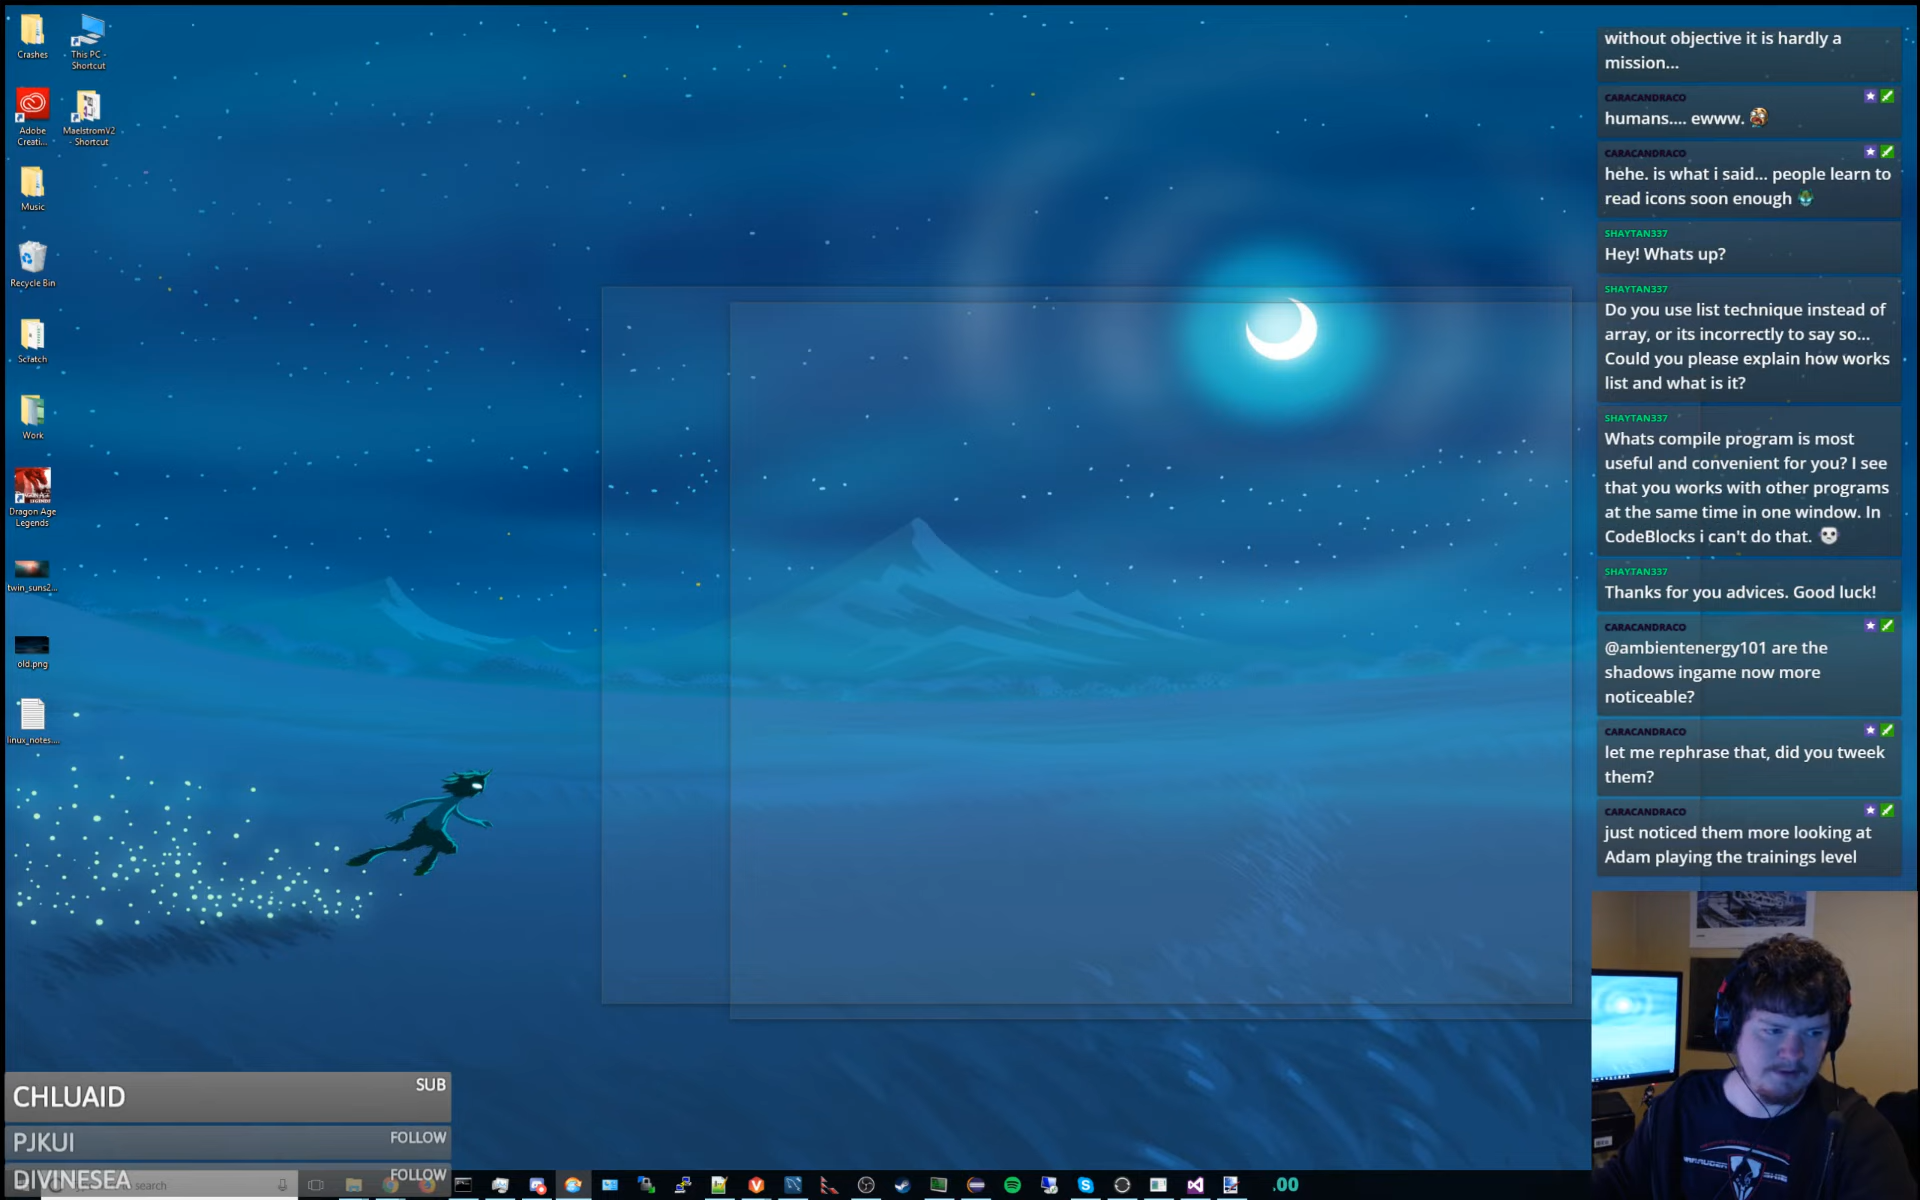 Crashes
This PC -
Shortcut
Adobe
Creati...
MaelstromV2
- Shortcut
Music
Recycle Bin
Scratch
Work
Dragon Age
Legends
twin_suns2...
old.png
linux_notes....
without objective it is hardly a
mission...
CARACANDRACO
humans.... ewww.
CARACANDRACO
hehe. is what i said... people learn to
read icons soon enough
SHAYTAN337
Hey! Whats up?
SHAYTAN337
Do you use list technique instead of
array, or its incorrectly to say so...
Could you please explain how works
list and what is it?
SHAYTAN337
Whats compile program is most
useful and convenient for you? I see
that you works with other programs
at the same time in one window. In
CodeBlocks i can't do that.
SHAYTAN337
Thanks for you advices. Good luck!
CARACANDRACO
@ambientenergy101 are the
shadows ingame now more
noticeable?
CARACANDRACO
let me rephrase that, did you tweek
them?
CARACANDRACO
just noticed them more looking at
Adam playing the trainings level
CHLUAID SUB
PJKUI FOLLOW
DIVINESEA FOLLOW
search
.00